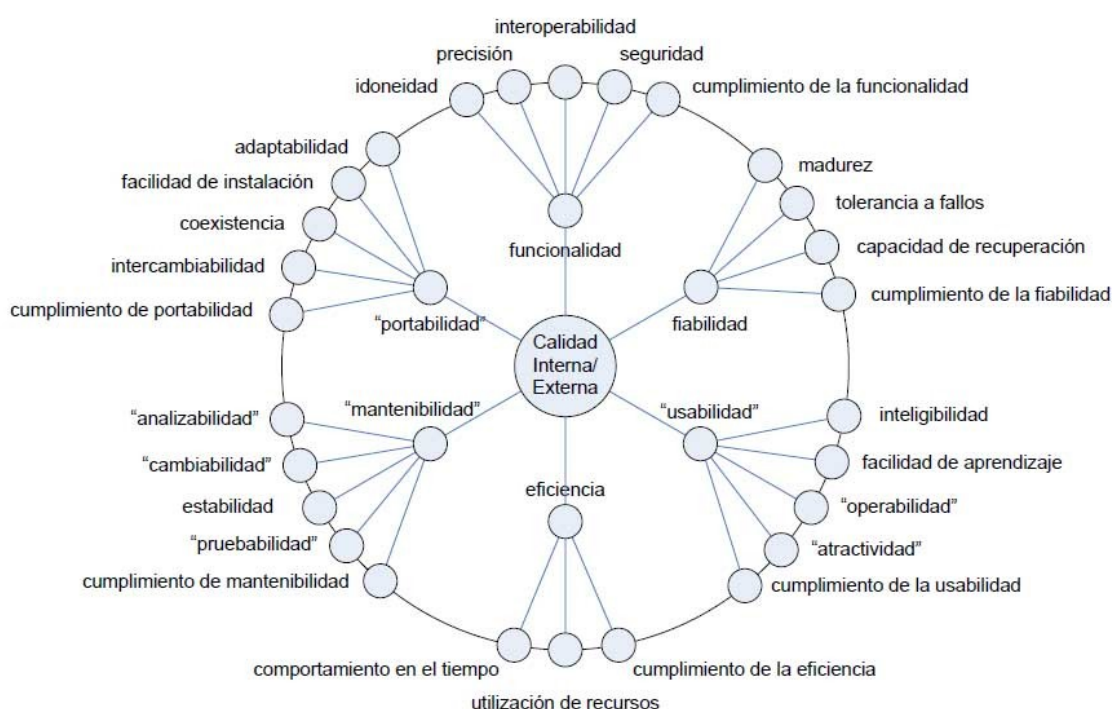 interoperabilidad
precisión
seguridad
idoneidad
cumplimiento de la funcionalidad
adaptabilidad
madurez
facilidad de instalación
tolerancia a fallos
coexistencia
capacidad de recuperación
funcionalidad
intercambiabilidad
cumplimiento de la fiabilidad
cumplimiento de portabilidad
“portabilidad”
fiabilidad
Calidad
Interna/
Externa
“analizabilidad”
“mantenibilidad”
“usabilidad”
inteligibilidad
“cambiabilidad”
facilidad de aprendizaje
eficiencia
estabilidad
“operabilidad”
“pruebabilidad”
“atractividad”
cumplimiento de mantenibilidad
cumplimiento de la usabilidad
comportamiento en el tiempo
cumplimiento de la eficiencia
utilización de recursos